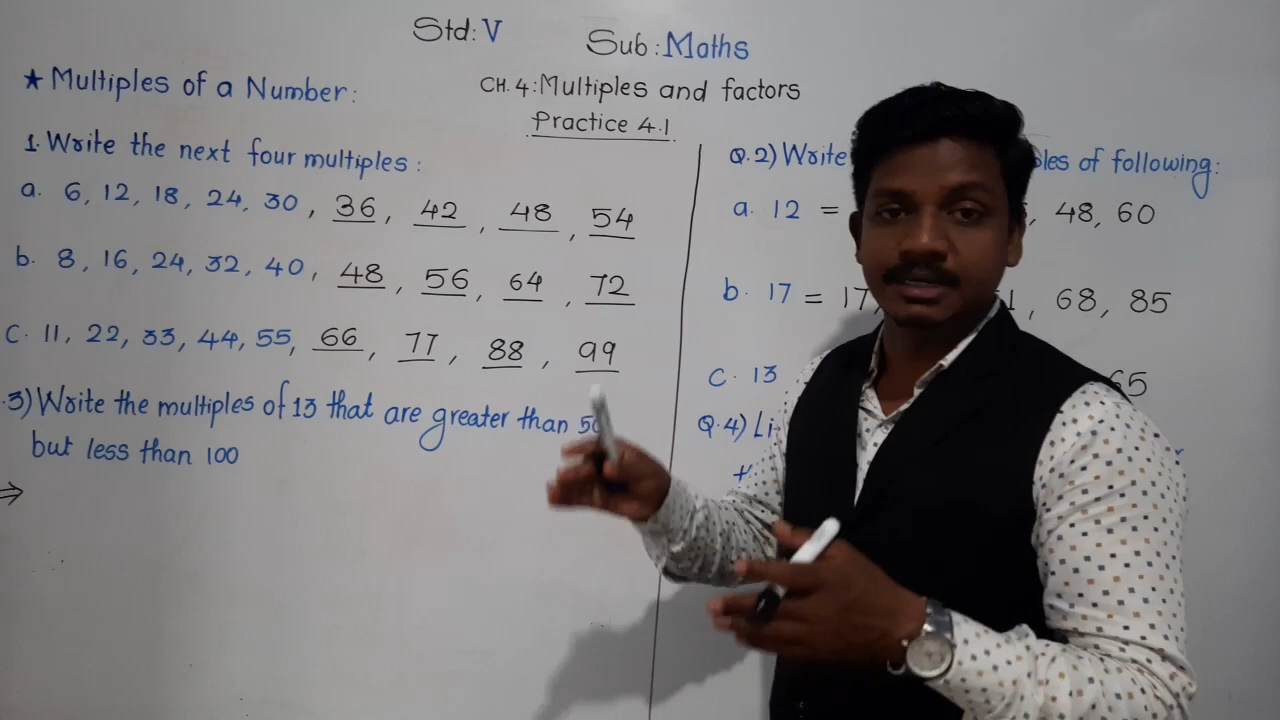 Std: V
Sub: Maths
★ Multiples of a Number:
CH. 4: Multiples and factors
Practice 4.1
1. Write the next four multiples:
a. 6, 12, 18, 24, 30, 36, 42, 48, 54
b. 8, 16, 24, 32, 40, 48, 56, 64, 72
c. 11, 22, 33, 44, 55, 66, 77, 88, 99
3) Write the multiples of 13 that are greater than 50
but less than 100
⇒
Q.2) Write of following:
a. 12 = , 48, 60
b. 17 = 17, , 68, 85
c. 13 65
Q.4)